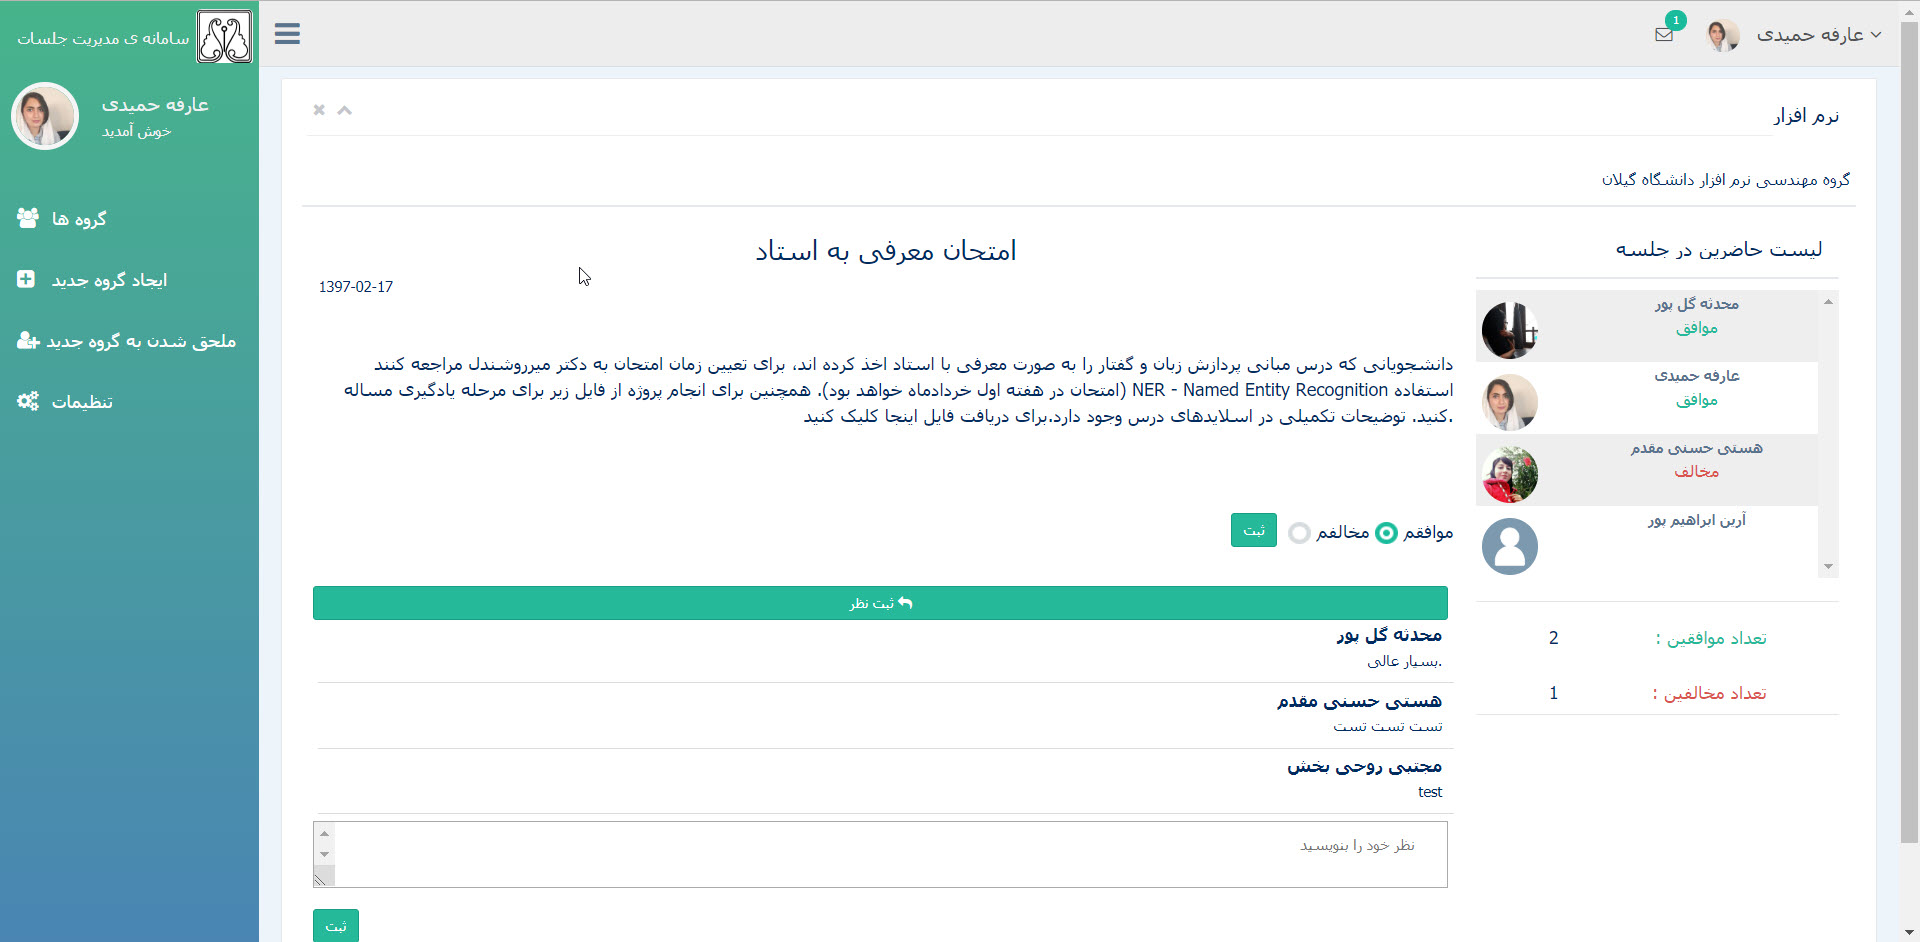 سامانه ی مدیریت جلسات
عارفه حمیدی
خوش آمدید
گروه ها
ایجاد گروه جدید
ملحق شدن به گروه جدید
تنظیمات
عارفه حمیدی
1
نرم افزار
گروه مهندسی نرم افزار دانشگاه گیلان
لیست حاضرین در جلسه
محدثه گل پور
موافق
عارفه حمیدی
موافق
هستی حسنی مقدم
مخالف
آرین ابراهیم پور
تعداد موافقین : 2
تعداد مخالفین : 1
امتحان معرفی به استاد
1397-02-17
دانشجویانی که درس مبانی پردازش زبان و گفتار را به صورت معرفی با استاد اخذ کرده اند، برای تعیین زمان امتحان به دکتر میرروشندل مراجعه کنند
استفاده NER - Named Entity Recognition (امتحان در هفته اول خردادماه خواهد بود). همچنین برای انجام پروژه از فایل زیر برای مرحله یادگیری مساله
.کنید. توضیحات تکمیلی در اسلایدهای درس وجود دارد.برای دریافت فایل اینجا کلیک کنید
موافقم مخالفم ثبت
ثبت نظر
محدثه گل پور
.بسیار عالی
هستی حسنی مقدم
تست تست تست
مجتبی روحی بخش
test
نظر خود را بنویسید
ثبت